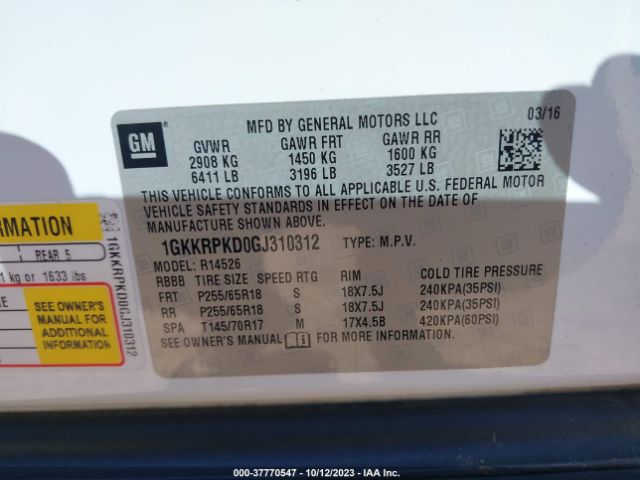 GM
MFD BY GENERAL MOTORS LLC
03/16
GVWR GAWR FRT GAWR RR
2908 KG 1450 KG 1600 KG
6411 LB 3196 LB 3527 LB
THIS VEHICLE CONFORMS TO ALL APPLICABLE U.S. FEDERAL MOTOR
VEHICLE SAFETY STANDARDS IN EFFECT ON THE DATE OF
MANUFACTURE SHOWN ABOVE.
1GKKRPKD0GJ310312 TYPE: M.P.V.
MODEL: R14526
RBBB TIRE SIZE SPEED RTG RIM COLD TIRE PRESSURE
FRT P255/65R18 S 18X7.5J 240KPA(35PSI)
RR P255/65R18 S 18X7.5J 240KPA(35PSI)
SPA T145/70R17 M 17X4.5B 420KPA(60PSI)
SEE OWNER'S MANUAL FOR MORE INFORMATION.
REAR 5
kg or 1633 lbs
SEE OWNER'S
MANUAL FOR
ADDITIONAL
INFORMATION
1GKKRPKD0GJ310312
0-37770547 - 10/12/2023 - IAA Inc.